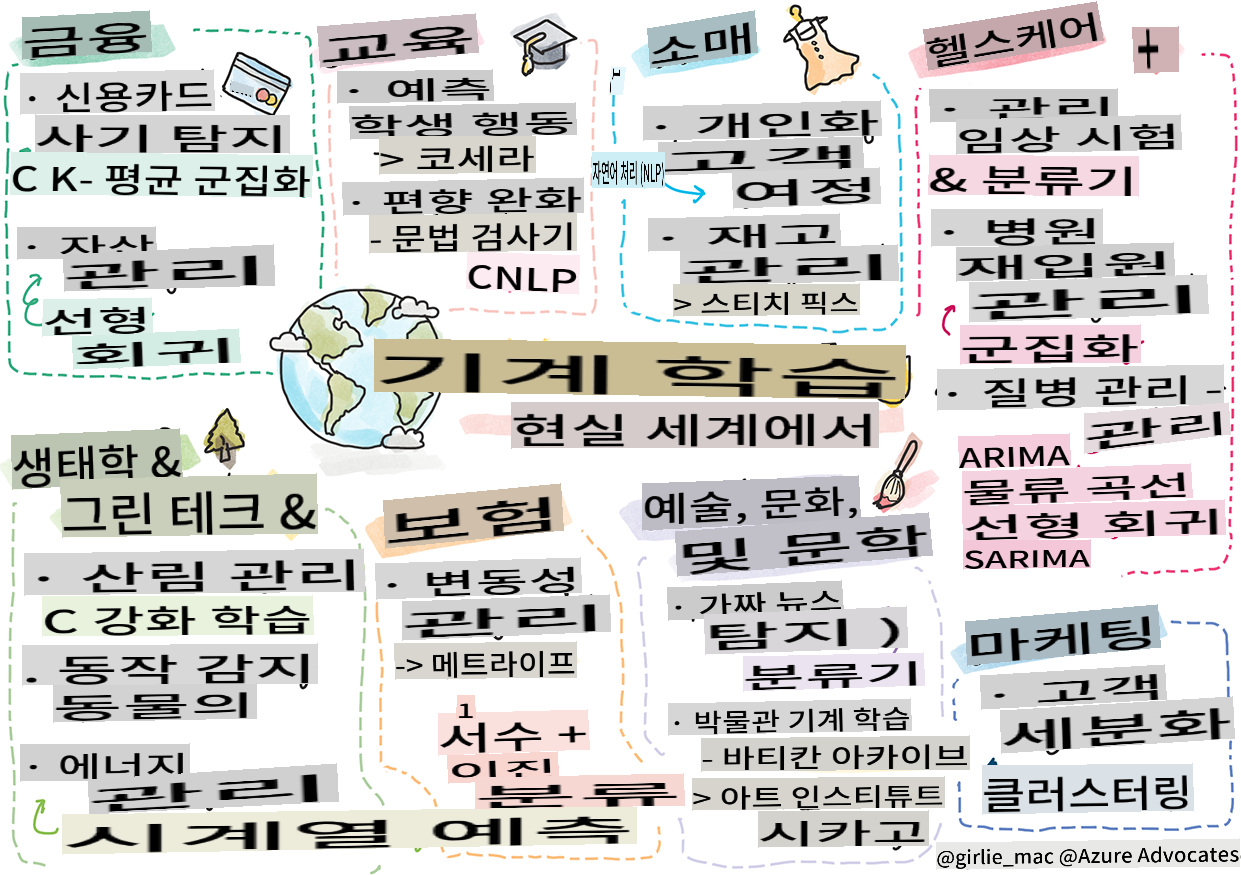 금융
· 신용카드
사기 탐지
C K- 평균 군집화
· 자산
관리
선형
회귀
교육
· 예측
학생 행동
> 코세라
· 편향 완화
- 문법 검사기
CNLP
소매
1
· 개인화
고객
여정
자연어 처리 (NLP)
· 재고
관리
> 스티치 픽스
헬스케어
+
· 관리
임상 시험
& 분류기
· 병원
재입원
관리
군집화
· 질병 관리 -
관리
ARIMA
물류 곡선
선형 회귀
SARIMA
기계 학습
현실 세계에서
생태학 &
그린 테크 &
· 산림 관리
C 강화 학습
. 동작 감지
동물의
· 에너지
관리
시계열 예측
보험
· 변동성
관리
-> 메트라이프
1
서수 +
이진
분류
예술, 문화,
및 문학
· 가짜 뉴스
탐지 )
분류기
· 박물관 기계 학습
- 바티칸 아카이브
> 아트 인스티튜트
시카고
마케팅
· 고객
세분화
클러스터링
@girlie_mac @Azure Advocates